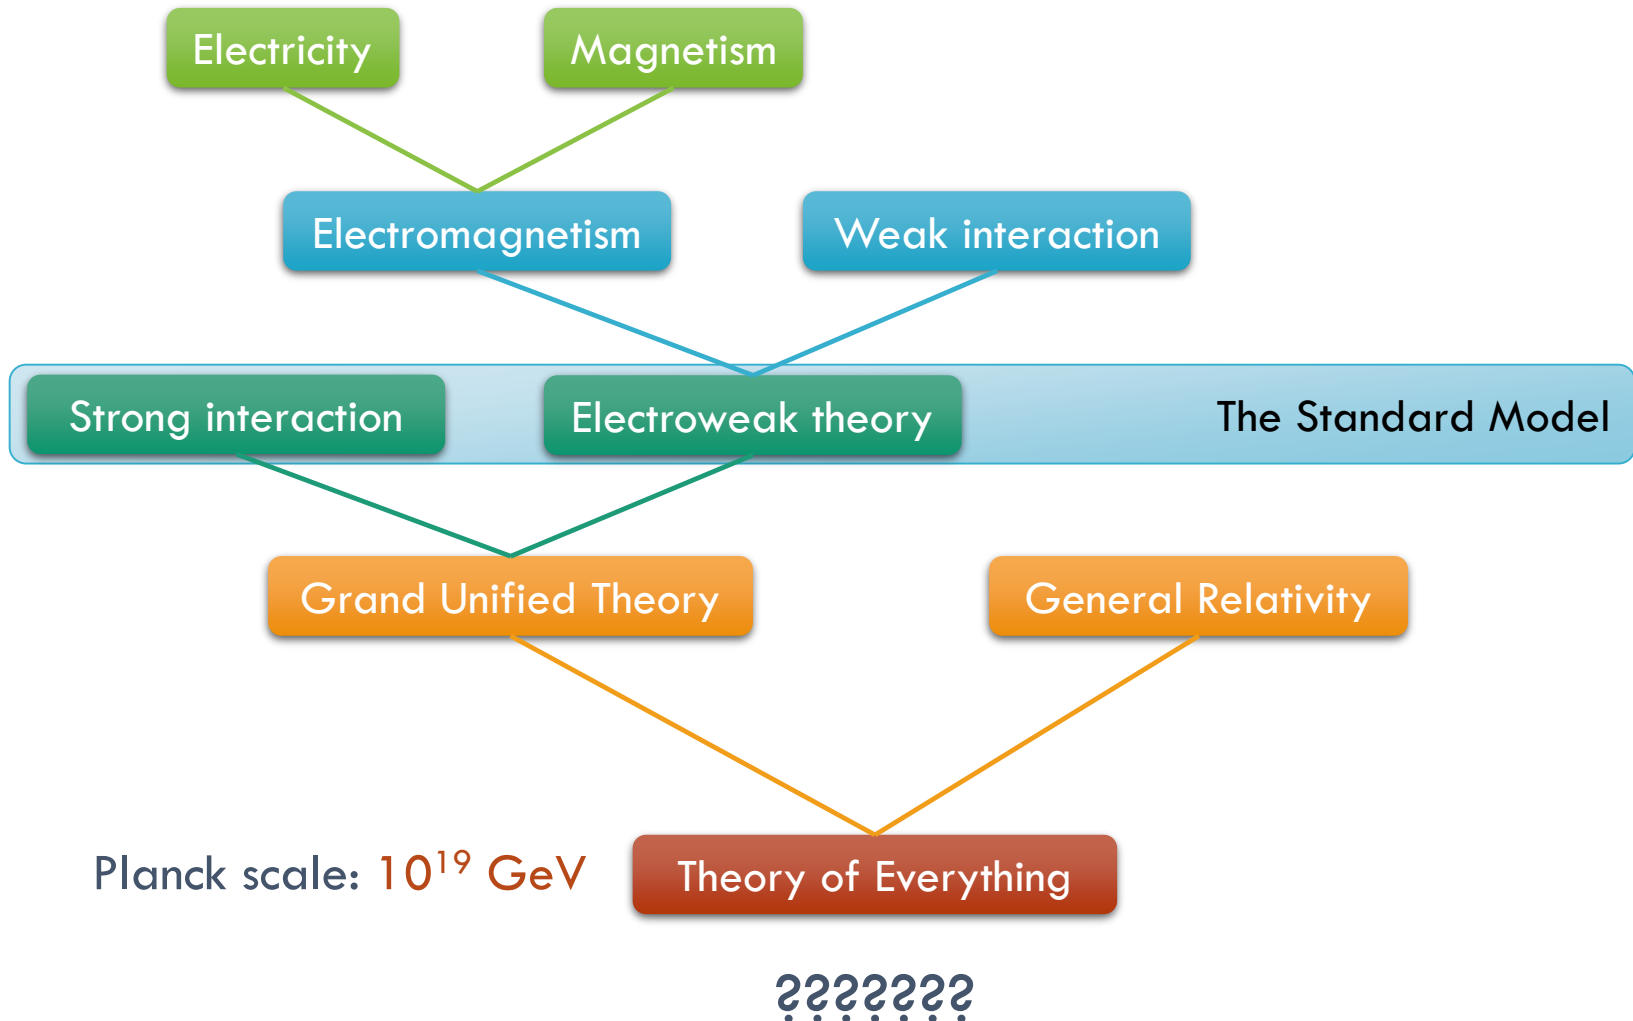 Electricity
Magnetism
Electromagnetism
Weak interaction
Strong interaction
Electroweak theory
The Standard Model
Grand Unified Theory
General Relativity
Planck scale: 10¹⁹ GeV
Theory of Everything
???????